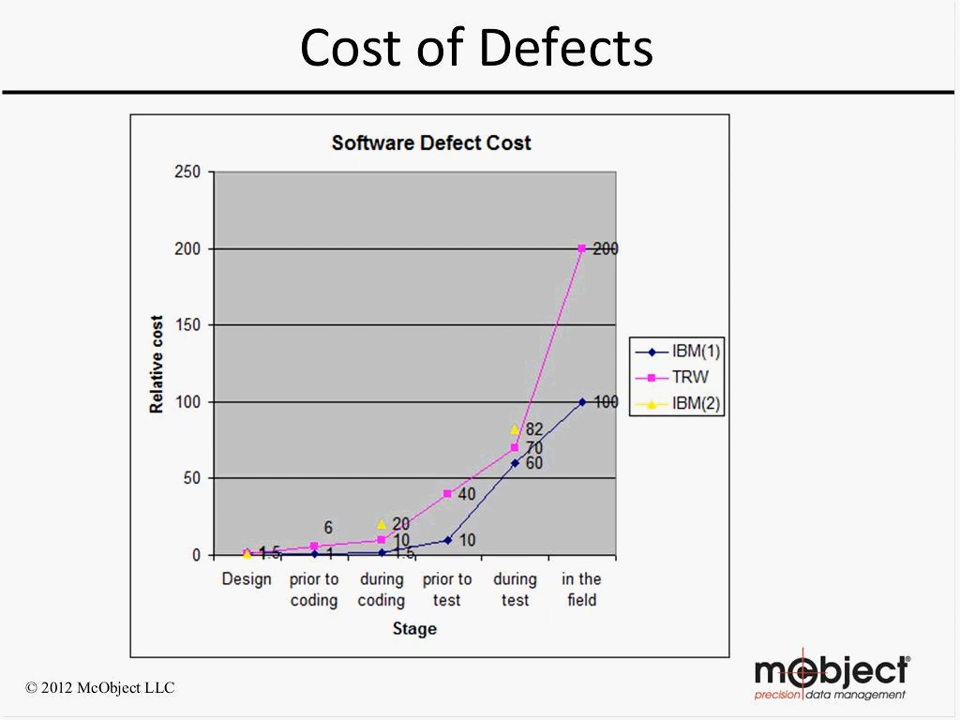 Cost of Defects
Software Defect Cost
250
200
150
100
50
0
Relative cost
200
100
82
70
60
40
10
20
10
1.5
6
1
1.5
Design
prior to
coding
during
coding
prior to
test
during
test
in the
field
Stage
IBM(1)
TRW
IBM(2)
© 2012 McObject LLC
mcobject®
precision data management